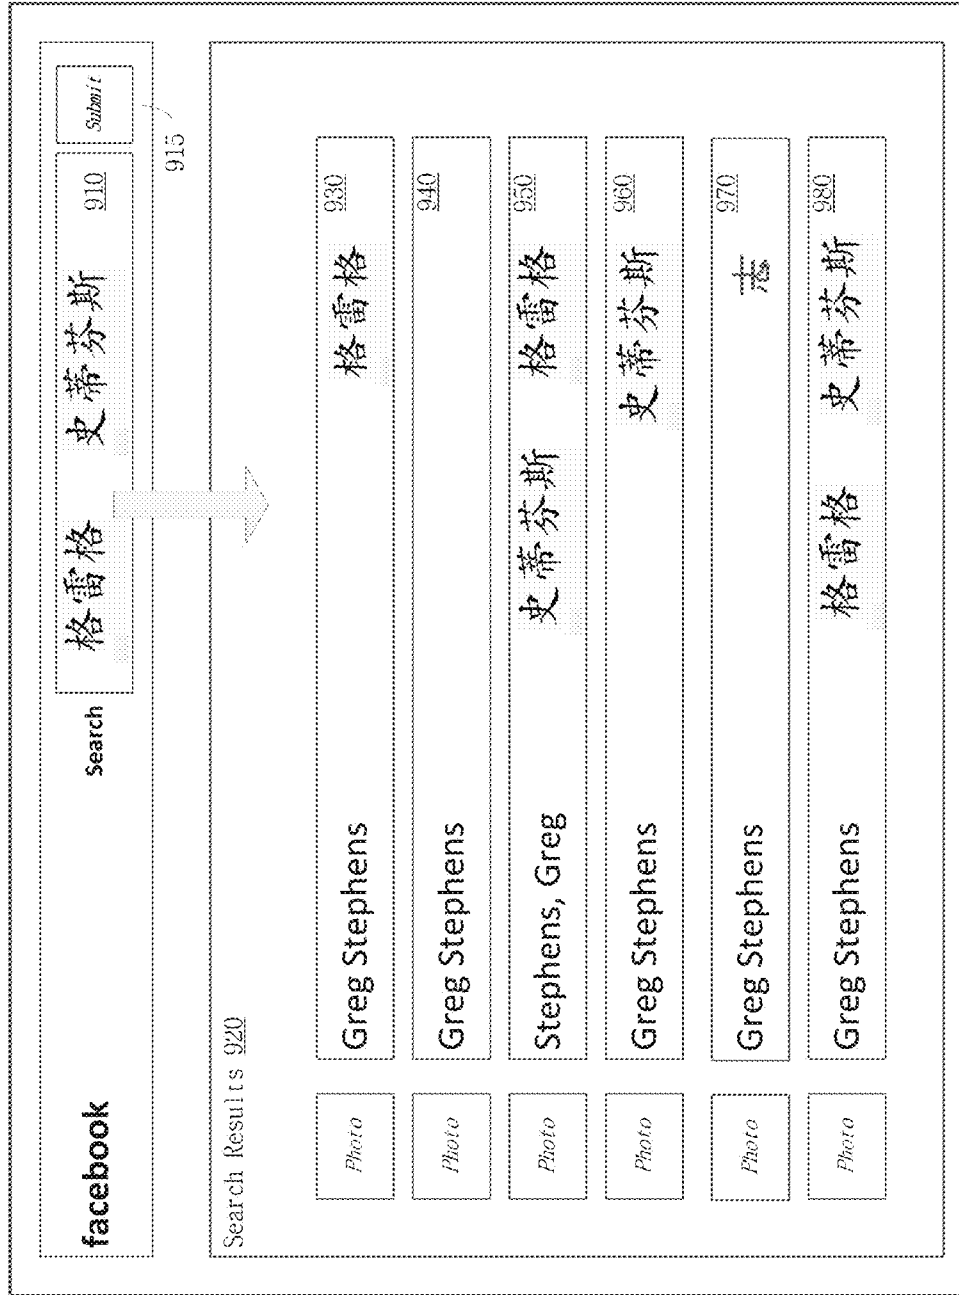 facebook Search 格雷格 史蒂芬斯 910 Submit
915
Search Results 920
Photo Greg Stephens 格雷格 930
Photo Greg Stephens 940
Photo Stephens, Greg 史蒂芬斯 格雷格 950
Photo Greg Stephens 史蒂芬斯 960
Photo Greg Stephens 志 970
Photo Greg Stephens 格雷格 史蒂芬斯 980